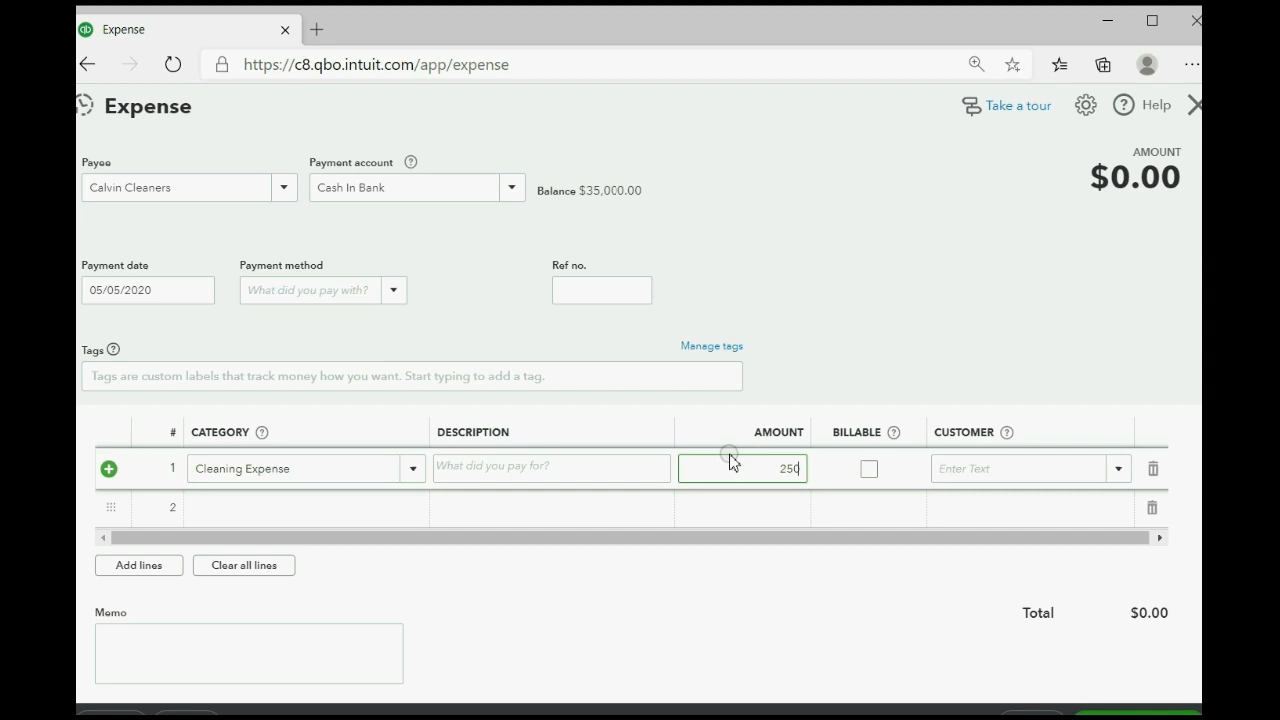 Expense
https://c8.qbo.intuit.com/app/expense
Expense
Take a tour
Help
AMOUNT
$0.00
Payee
Payment account
Calvin Cleaners
Cash In Bank
Balance $35,000.00
Payment date
Payment method
Ref no.
05/05/2020
What did you pay with?
Tags
Manage tags
Tags are custom labels that track money how you want. Start typing to add a tag.
# CATEGORY DESCRIPTION AMOUNT BILLABLE CUSTOMER
1 Cleaning Expense What did you pay for? 250 Enter Text
2
Add lines
Clear all lines
Memo
Total $0.00